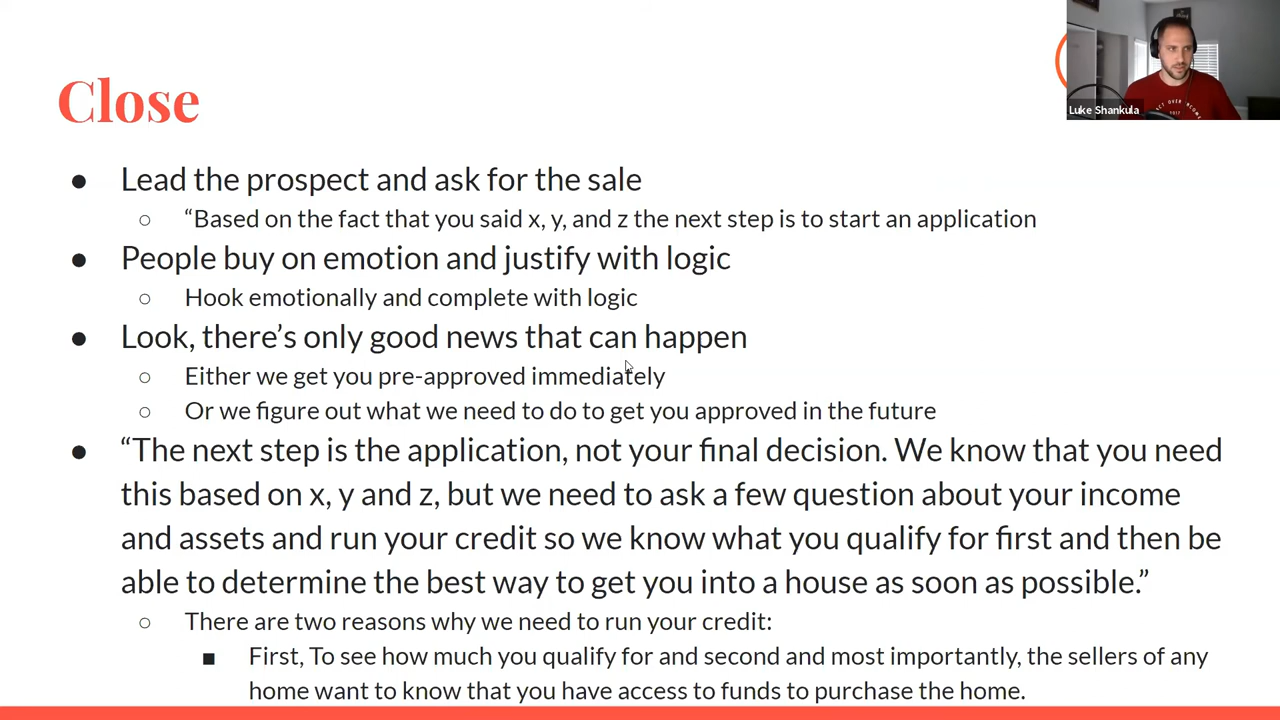 Close
Luke Shankula
● Lead the prospect and ask for the sale
○ “Based on the fact that you said x, y, and z the next step is to start an application
● People buy on emotion and justify with logic
○ Hook emotionally and complete with logic
● Look, there’s only good news that can happen
○ Either we get you pre-approved immediately
○ Or we figure out what we need to do to get you approved in the future
● “The next step is the application, not your final decision. We know that you need
this based on x, y and z, but we need to ask a few question about your income
and assets and run your credit so we know what you qualify for first and then be
able to determine the best way to get you into a house as soon as possible.”
○ There are two reasons why we need to run your credit:
■ First, To see how much you qualify for and second and most importantly, the sellers of any
home want to know that you have access to funds to purchase the home.